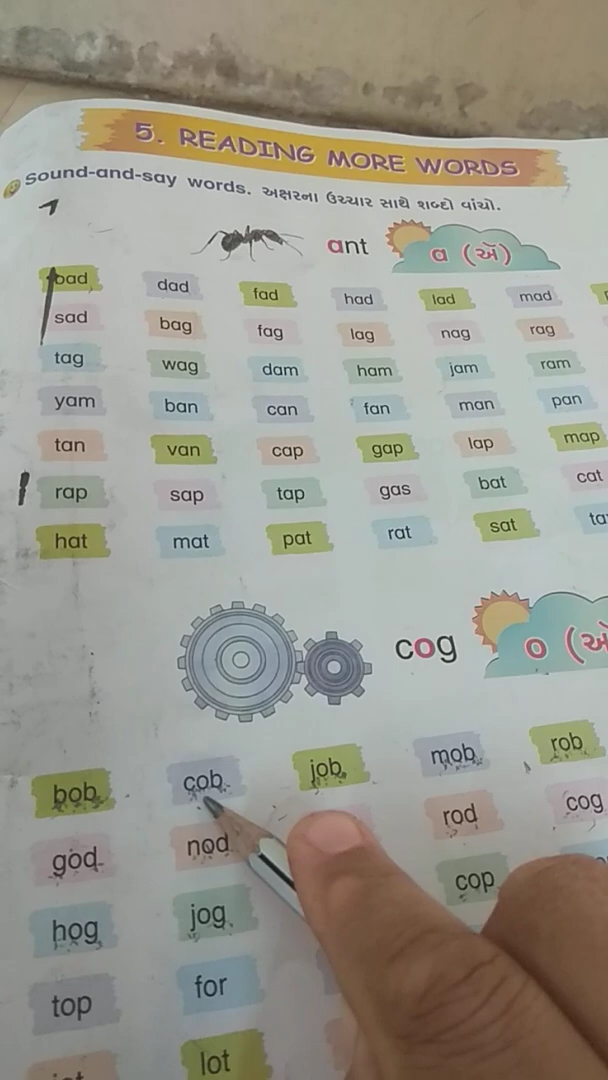 5. READING MORE WORDS
Sound-and-say words. અક્ષરના ઉચ્ચાર સાથે શબ્દો વાંચો.
ant a (ઍ)
bad dad fad had lad mad
sad bag fag lag nag rag
tag wag dam ham jam ram
yam ban can fan man pan
tan van cap gap lap map
rap sap tap gas bat cat
hat mat pat rat sat
cog o
bob cob job mob rob
god nod rod cog
hog jog cop
top for
lot